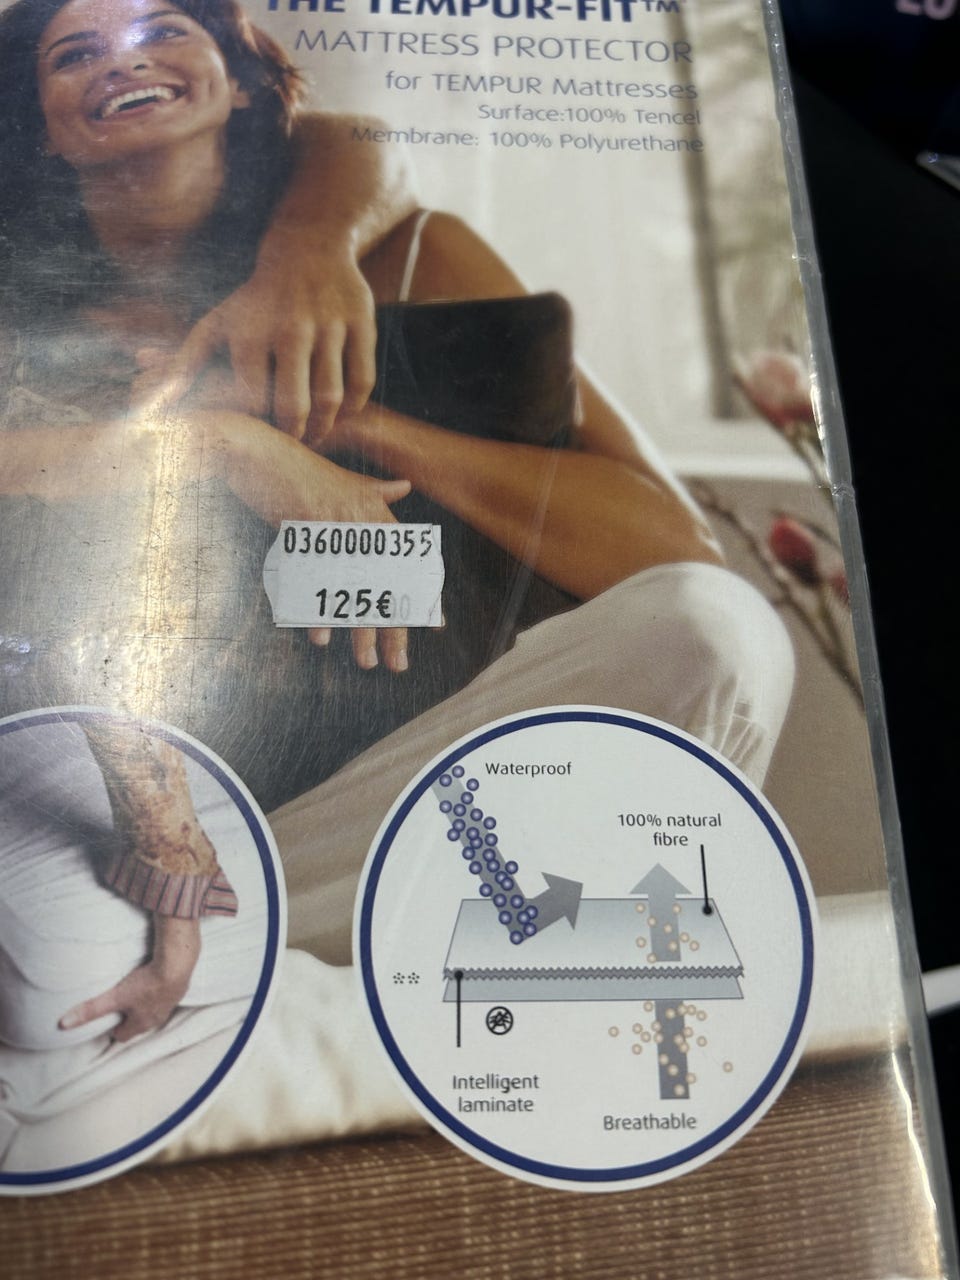 THE TEMPUR-FIT™
MATTRESS PROTECTOR
for TEMPUR Mattresses
Surface:100% Tencel
Membrane: 100% Polyurethane
0360000355
125€
Waterproof
100% natural
fibre
**
Intelligent
laminate
Breathable